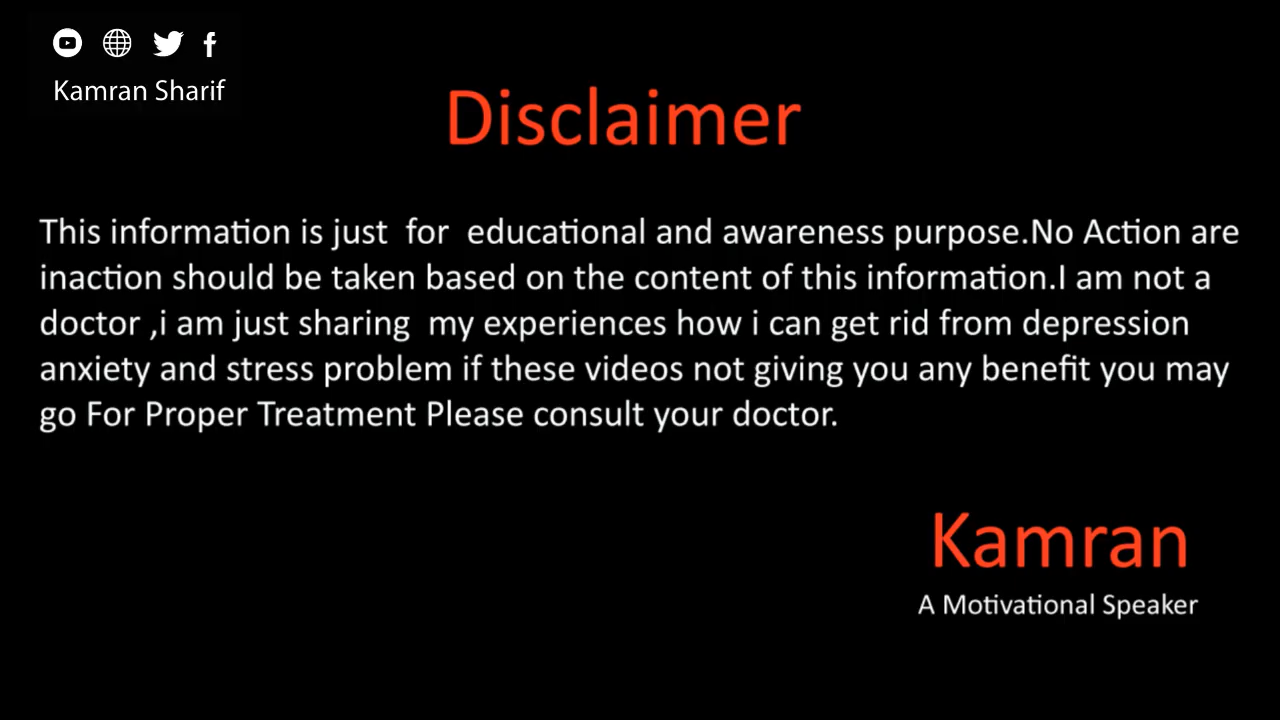 Kamran Sharif
Disclaimer
This information is just  for  educational and awareness purpose.No Action are
inaction should be taken based on the content of this information.I am not a
doctor ,i am just sharing  my experiences how i can get rid from depression
anxiety and stress problem if these videos not giving you any benefit you may
go For Proper Treatment Please consult your doctor.
Kamran
A Motivational Speaker